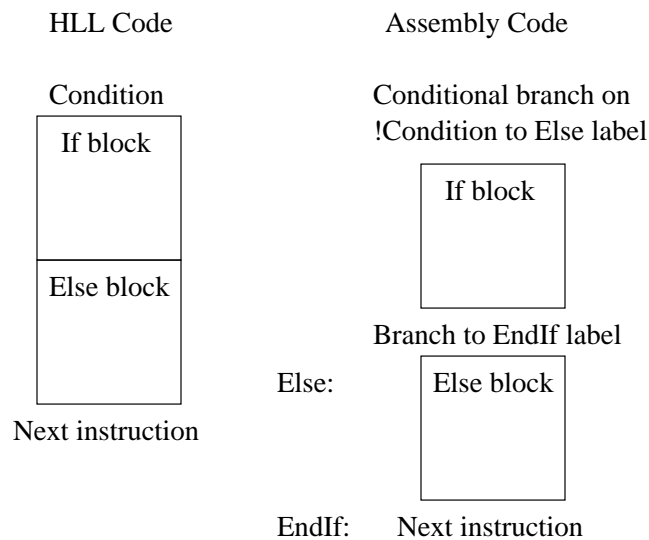 HLL Code
Assembly Code
Condition
If block
Else block
Next instruction
Conditional branch on
!Condition to Else label
If block
Branch to EndIf label
Else:
Else block
EndIf:
Next instruction